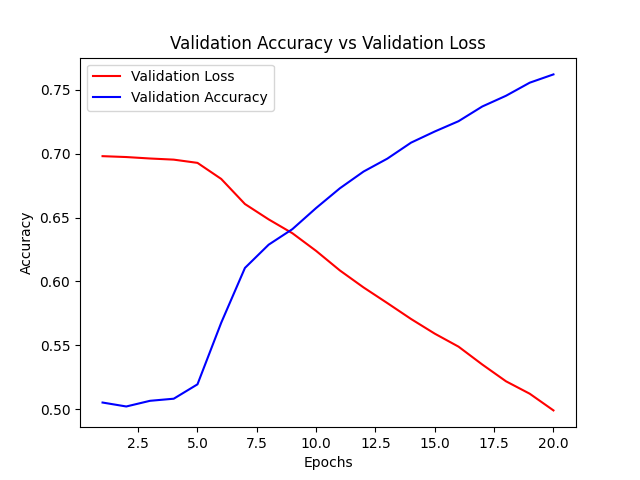 Validation Accuracy vs Validation Loss
Validation Loss
Validation Accuracy
0.75
0.70
0.65
0.60
0.55
0.50
Accuracy
2.5 5.0 7.5 10.0 12.5 15.0 17.5 20.0
Epochs